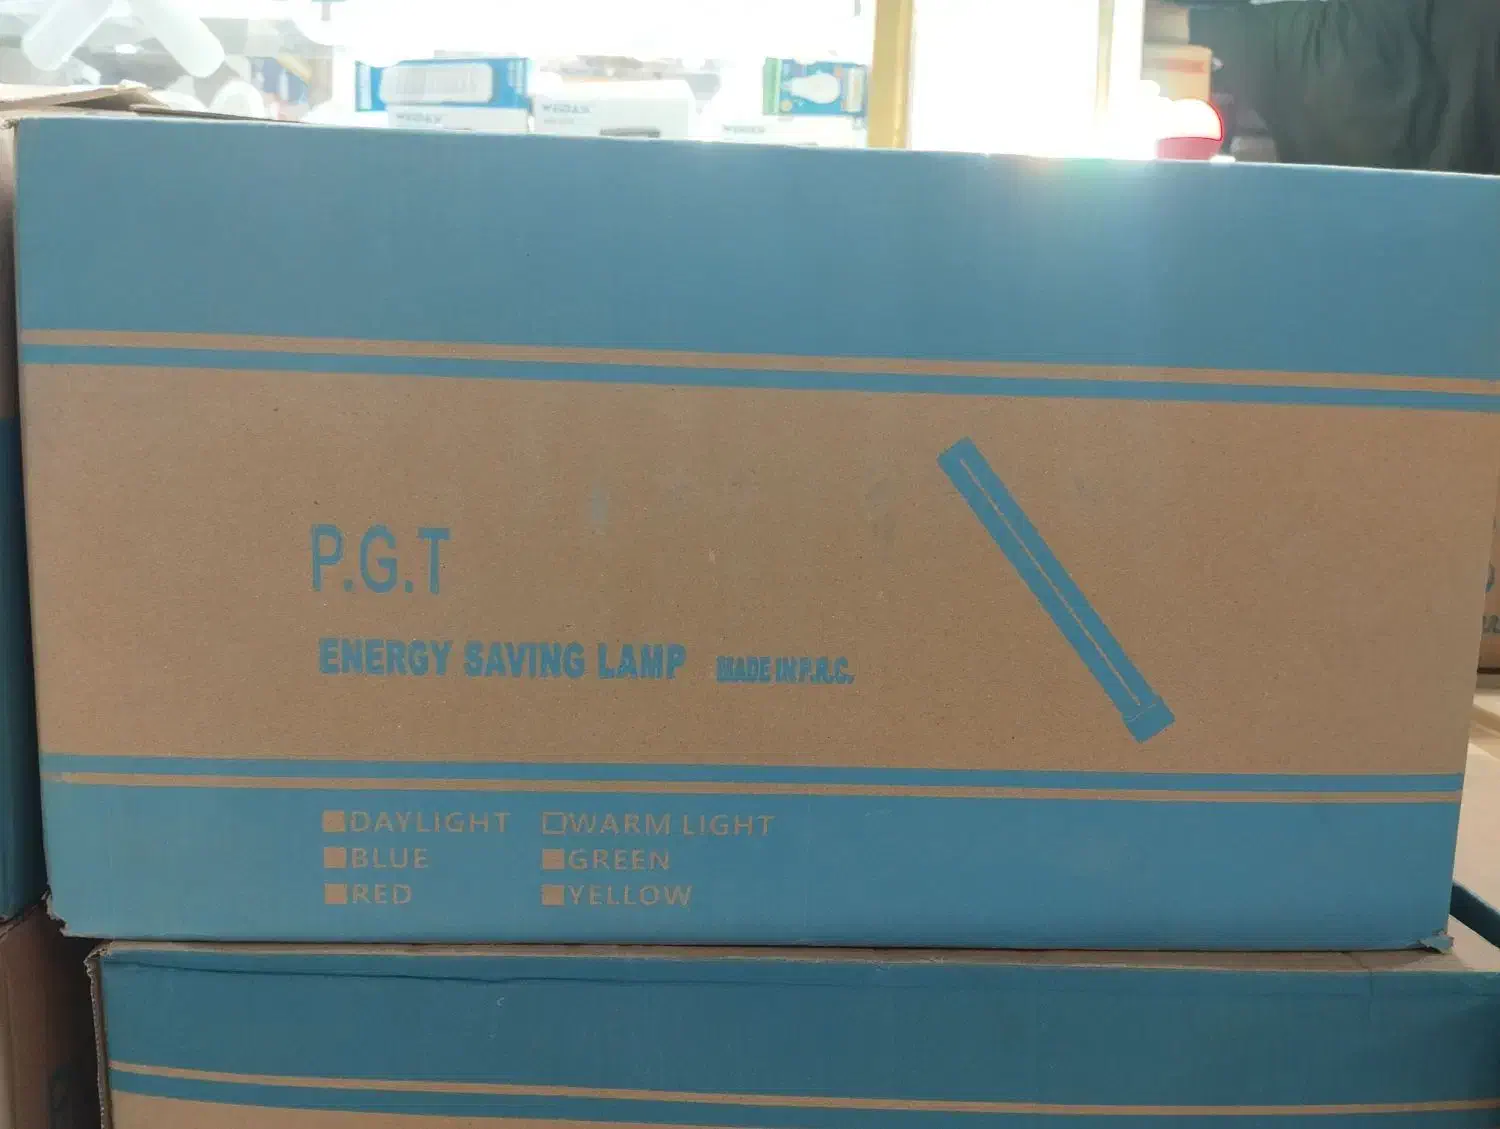 P.G.T
ENERGY SAVING LAMP MADE IN P.R.C.
■DAYLIGHT □WARM LIGHT
■BLUE ■GREEN
■RED ■YELLOW